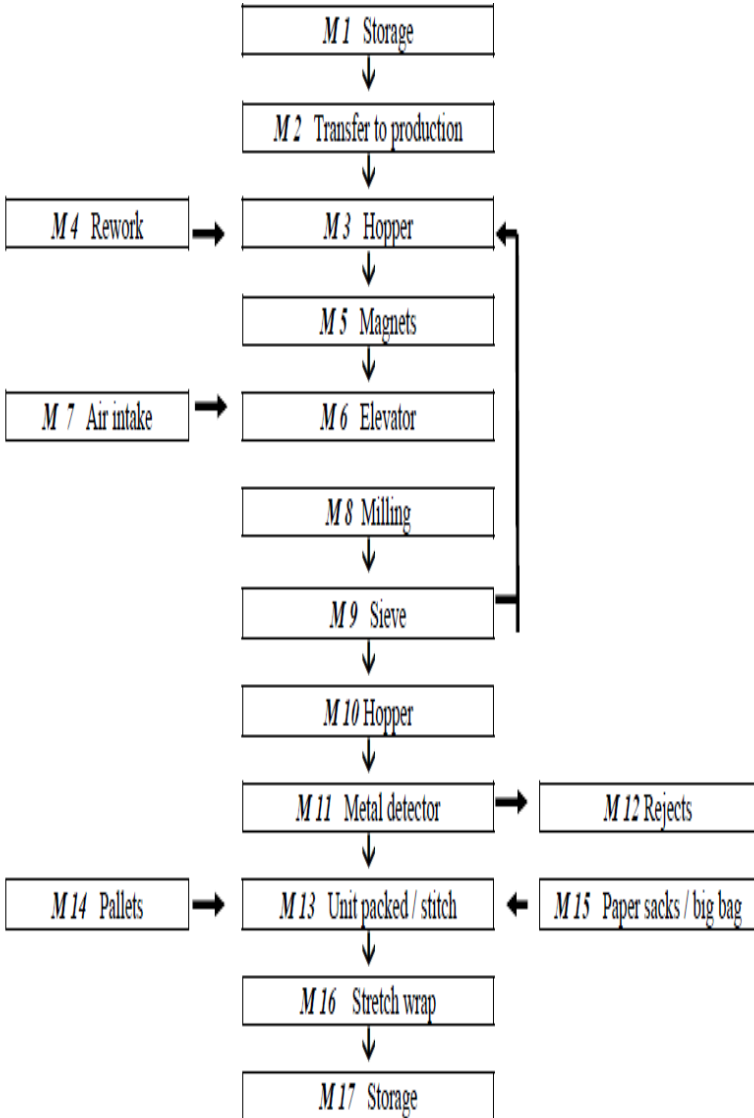 M 1 Storage
M 2 Transfer to production
M 4 Rework
M 3 Hopper
M 5 Magnets
M 7 Air intake
M 6 Elevator
M 8 Milling
M 9 Sieve
M 10 Hopper
M 11 Metal detector
M 12 Rejects
M 14 Pallets
M 13 Unit packed / stitch
M 15 Paper sacks / big bag
M 16 Stretch wrap
M 17 Storage